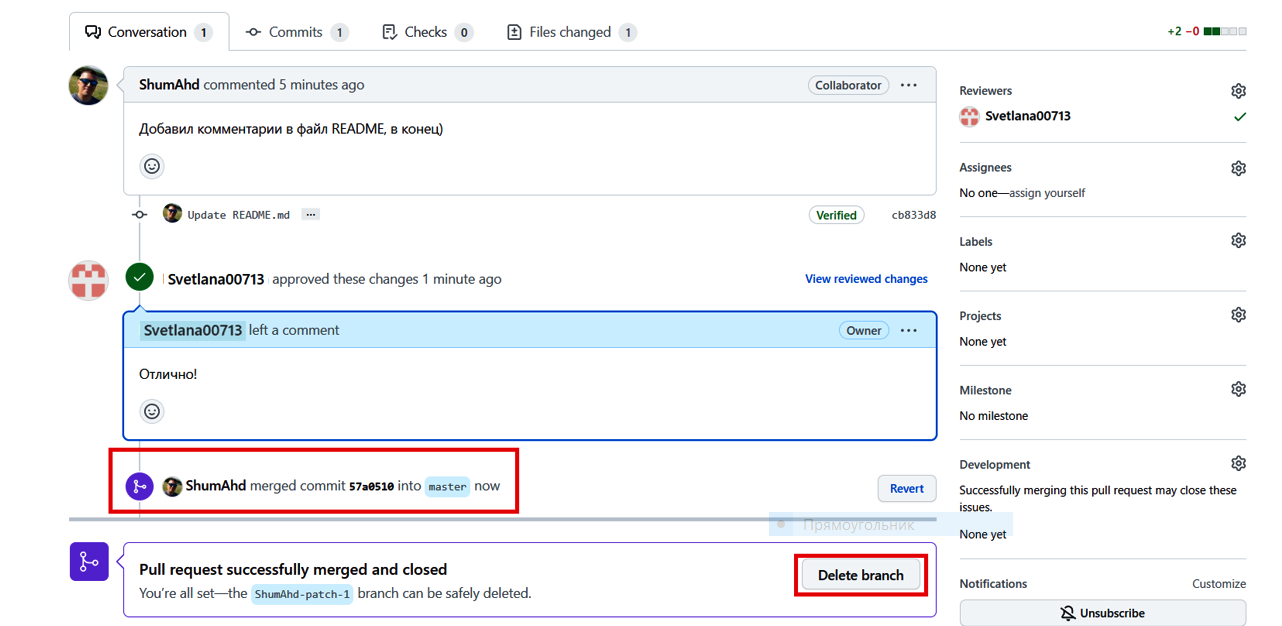 Conversation 1 Commits 1 Checks 0 Files changed 1 +2 −0
ShumAhd commented 5 minutes ago Collaborator ...
Добавил комментарии в файл README, в конец)
Update README.md ... Verified cb833d8
Svetlana00713 approved these changes 1 minute ago View reviewed changes
Svetlana00713 left a comment Owner ...
Отлично!
ShumAhd merged commit 57a0510 into master now Revert
Прямоугольник
Pull request successfully merged and closed
You’re all set—the ShumAhd-patch-1 branch can be safely deleted.
Delete branch
Reviewers
Svetlana00713
Assignees
No one—assign yourself
Labels
None yet
Projects
None yet
Milestone
No milestone
Development
Successfully merging this pull request may close these
issues.
None yet
Notifications Customize
Unsubscribe